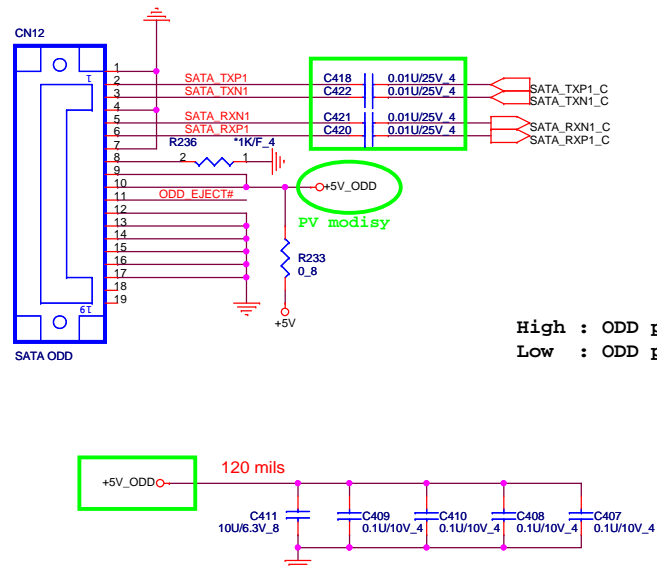 CN12
1
1
2
3
4
5
6
7
8
9
10
11
12
13
14
15
16
17
18
19
19
SATA ODD
SATA_TXP1
SATA_TXN1
SATA_RXN1
SATA_RXP1
R236
*1K/F_4
2
1
ODD_EJECT#
C418 0.01U/25V_4
C422 0.01U/25V_4
C421 0.01U/25V_4
C420 0.01U/25V_4
SATA_TXP1_C
SATA_TXN1_C
SATA_RXN1_C
SATA_RXP1_C
+5V_ODD
PV modisy
R233
0_8
+5V
High : ODD p
Low : ODD p
+5V_ODD
120 mils
C411
10U/6.3V_8
C409
0.1U/10V_4
C410
0.1U/10V_4
C408
0.1U/10V_4
C407
0.1U/10V_4